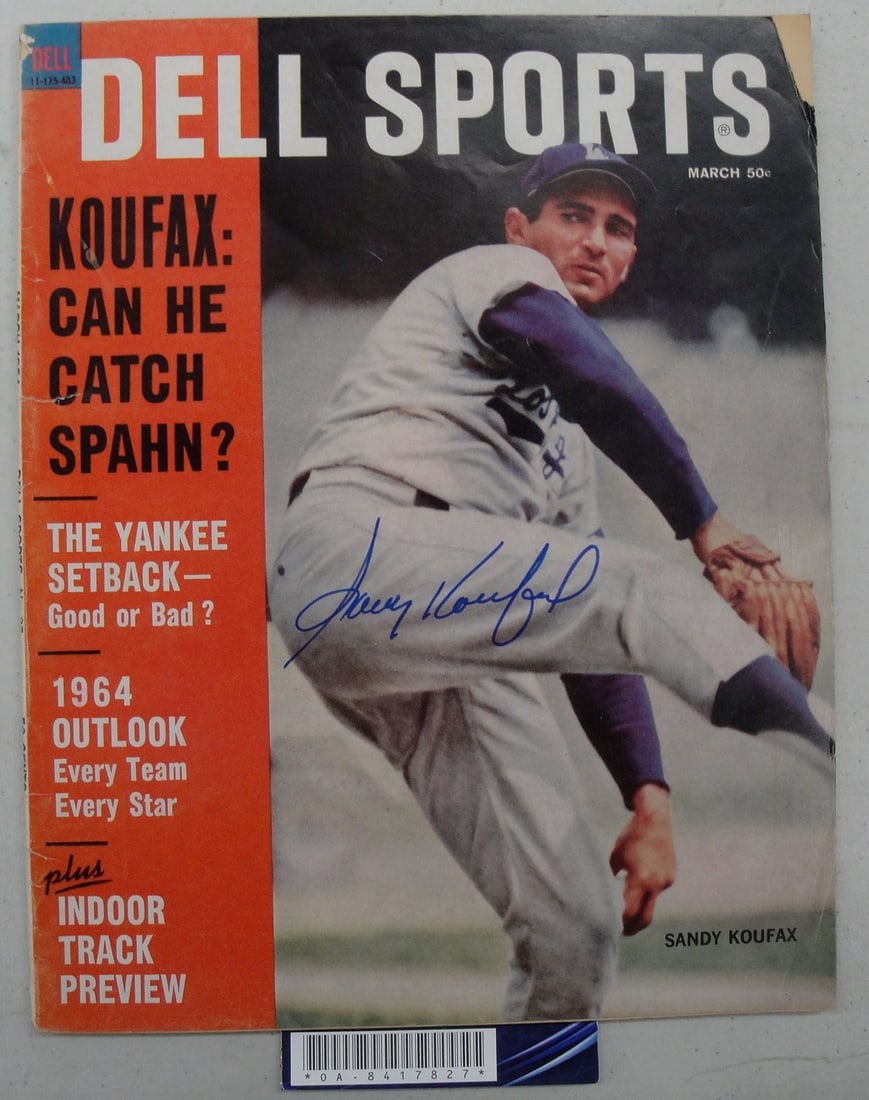 DELL
11-175-403
DELL SPORTS®
MARCH 50c
KOUFAX:
CAN HE
CATCH
SPAHN?
THE YANKEE
SETBACK—
Good or Bad?
1964
OUTLOOK
Every Team
Every Star
plus
INDOOR
TRACK
PREVIEW
Sandy Koufax
SANDY KOUFAX
*0A-8417827*